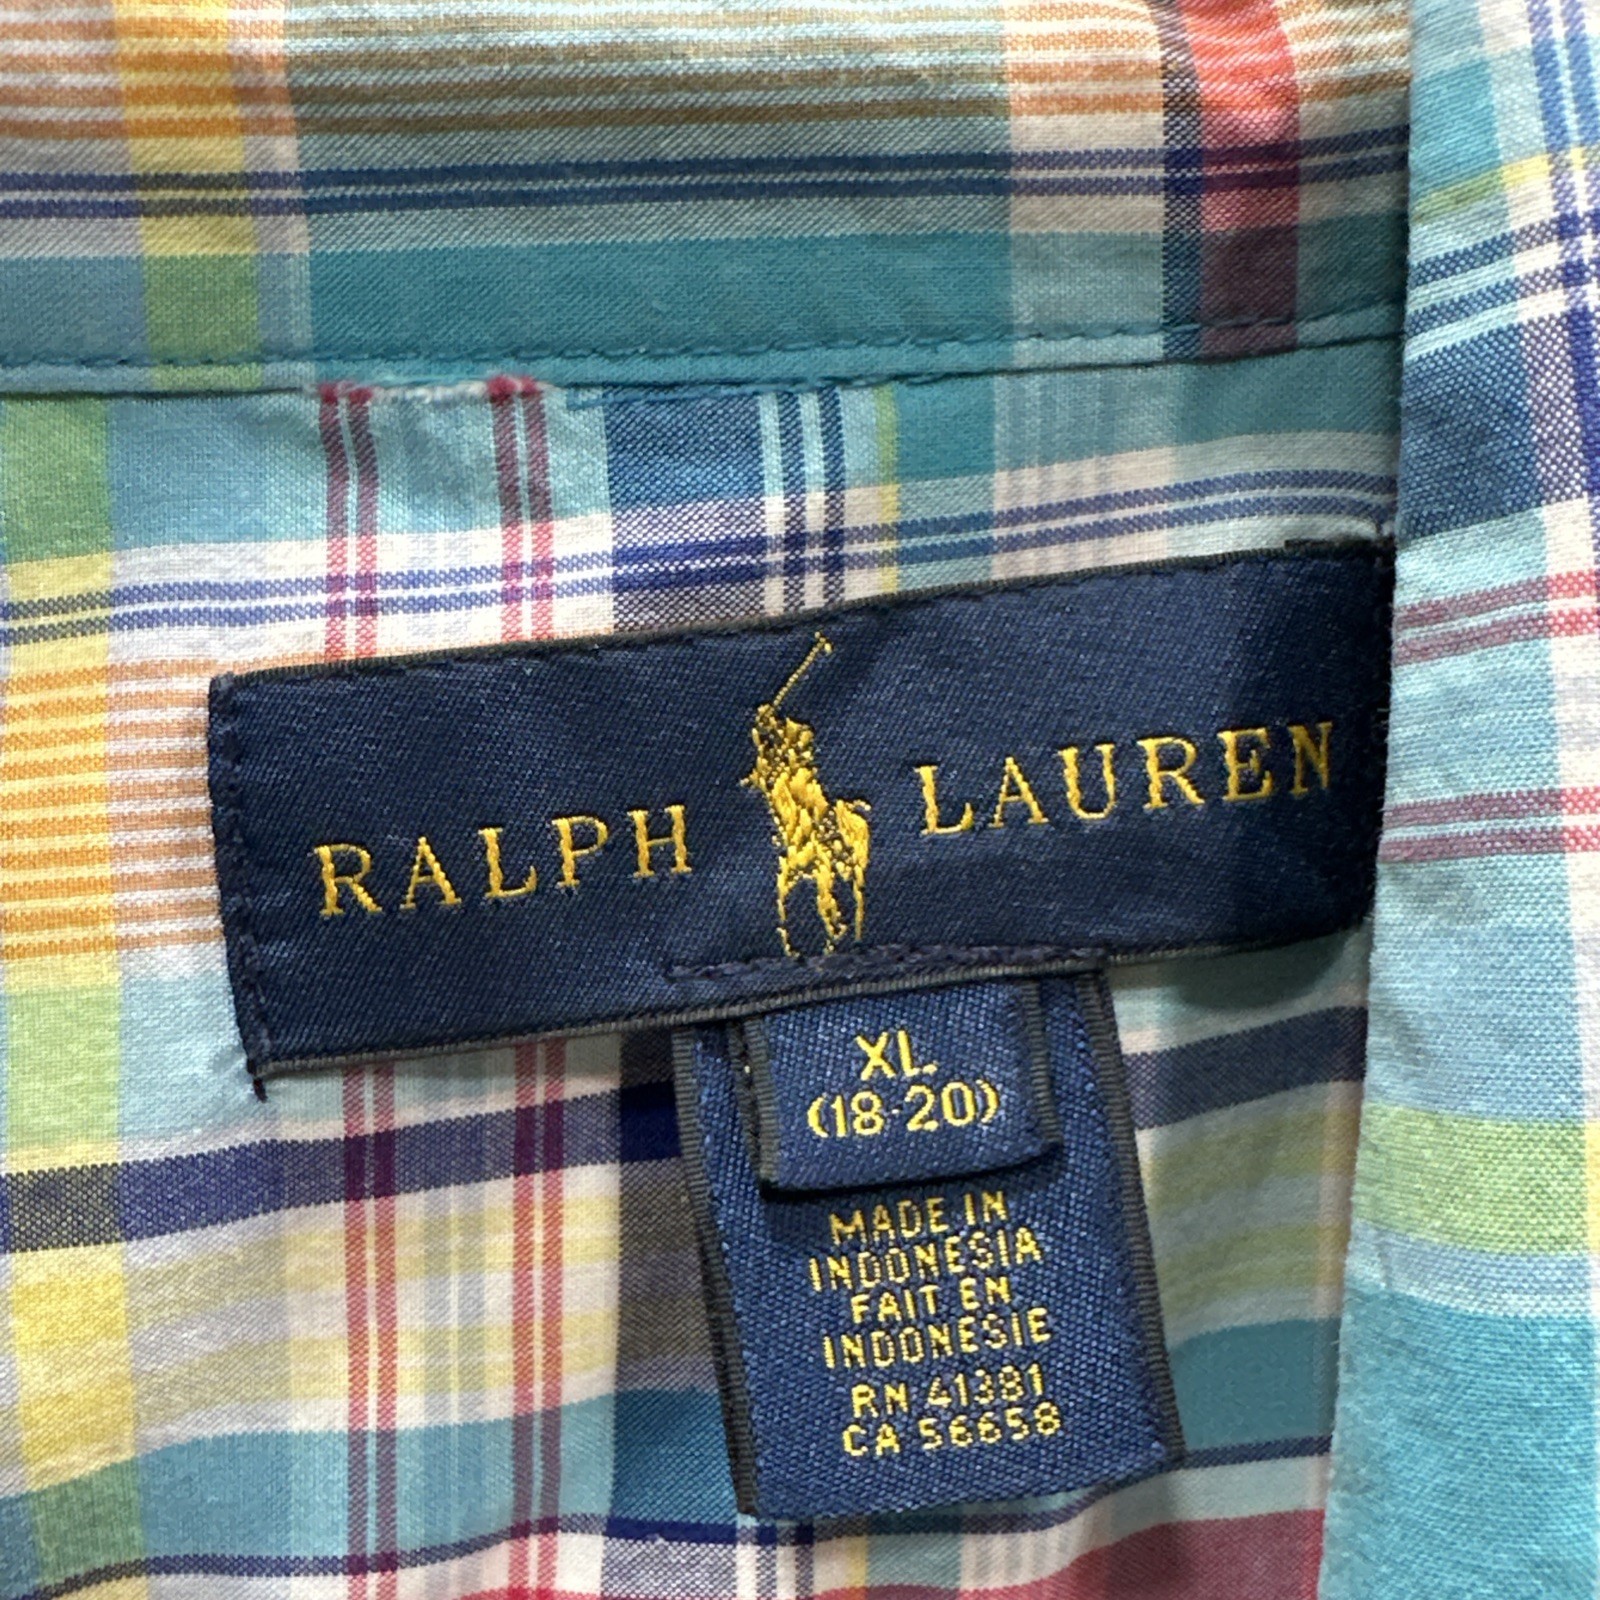 RALPH LAUREN
XL
(18-20)
MADE IN
INDONESIA
FAIT EN
INDONESIE
RN 41381
CA 56658